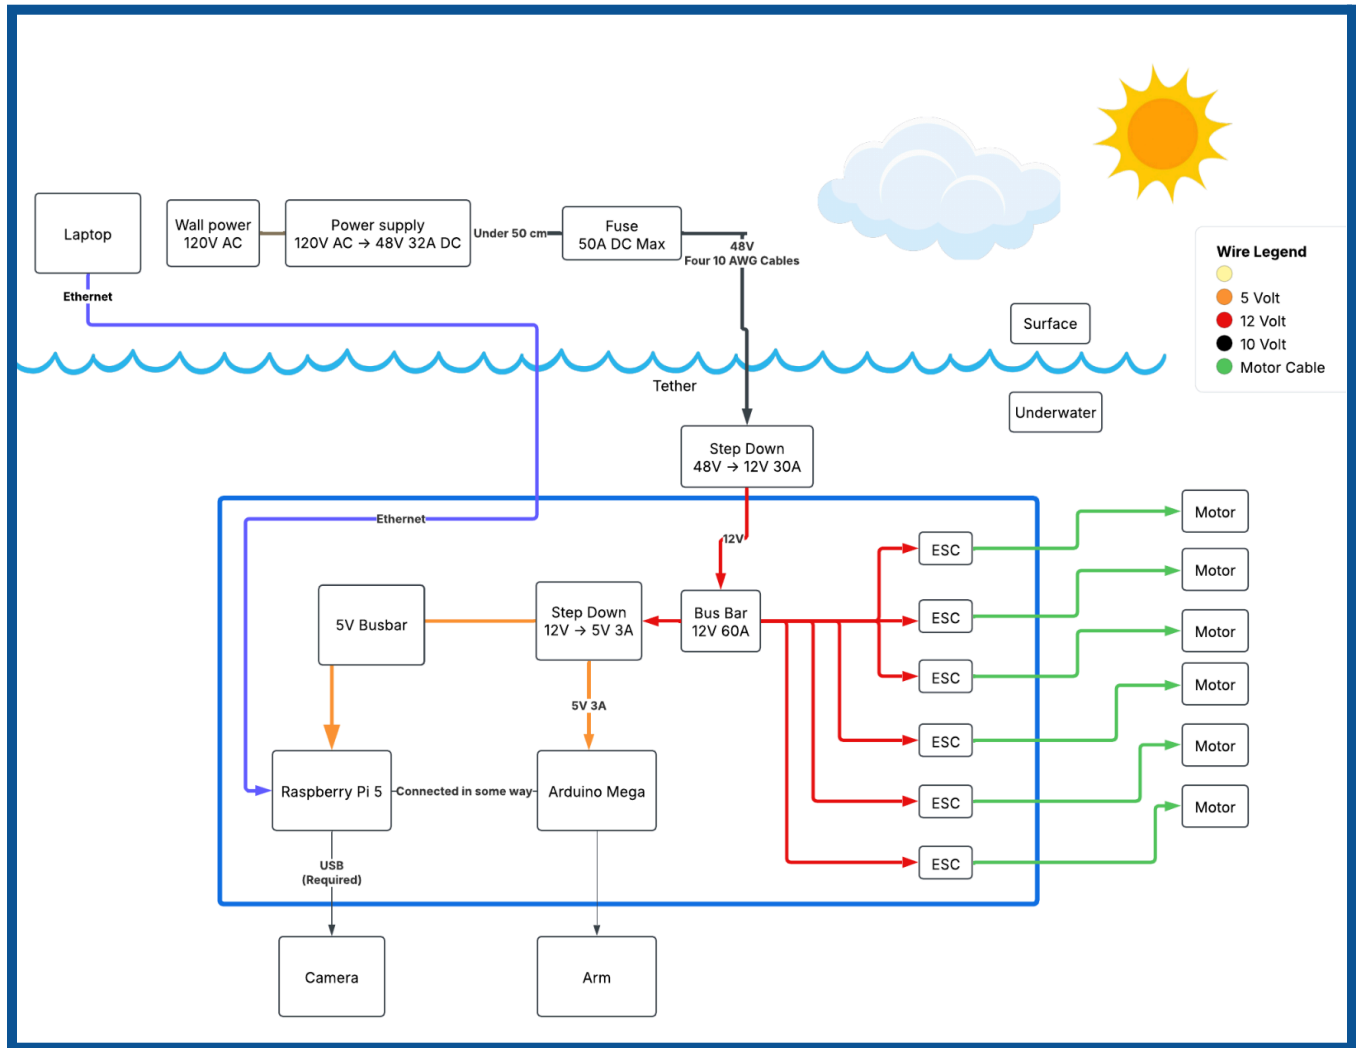 Laptop
Wall power
120V AC
Power supply
120V AC → 48V 32A DC
Under 50 cm
Fuse
50A DC Max
48V
Four 10 AWG Cables
Wire Legend
5 Volt
12 Volt
10 Volt
Motor Cable
Ethernet
Surface
Tether
Underwater
Step Down
48V → 12V 30A
Ethernet
12V
5V Busbar
Step Down
12V → 5V 3A
Bus Bar
12V 60A
ESC
ESC
ESC
ESC
ESC
ESC
Motor
Motor
Motor
Motor
Motor
Motor
5V 3A
Raspberry Pi 5
Connected in some way
Arduino Mega
USB
(Required)
Camera
Arm